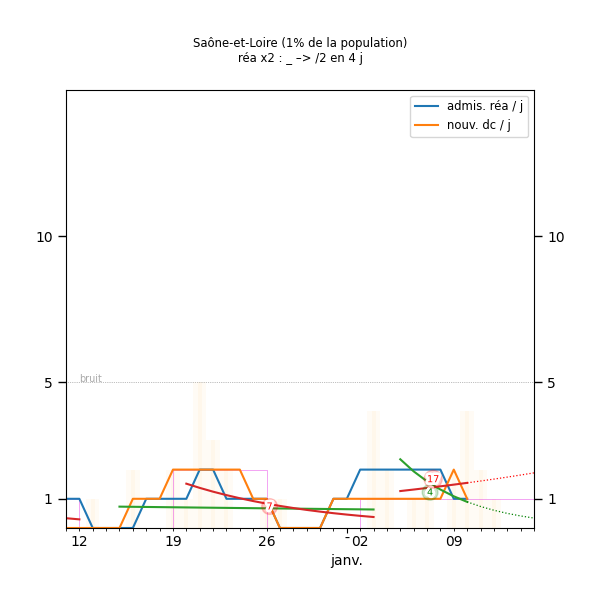 Saône-et-Loire (1% de la population)
réa x2 : _ –> /2 en 4 j
admis. réa / j
nouv. dc / j
10
10
bruit
5
5
17
4
7
1
1
12
19
26
02
09
janv.